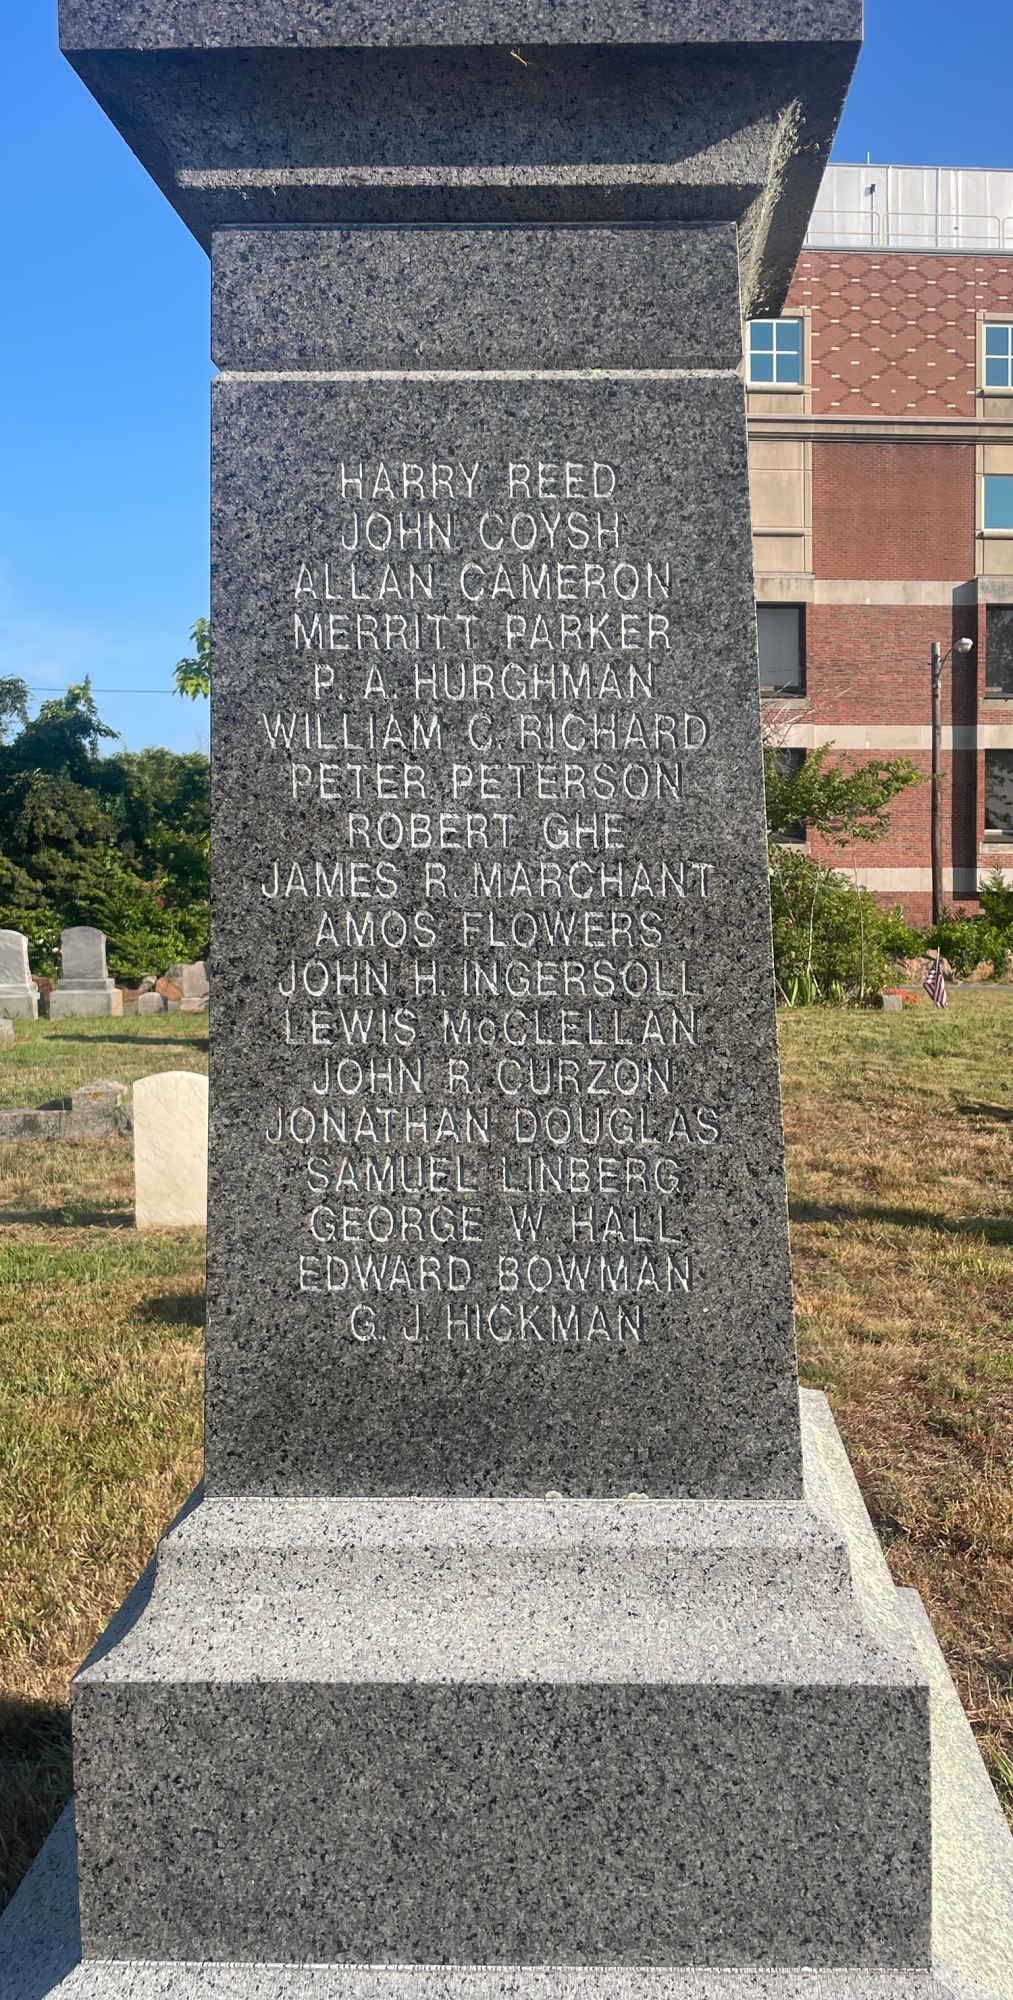 HARRY REED
JOHN COYSH
ALLAN CAMERON
MERRITT PARKER
P. A. HURGHMAN
WILLIAM C. RICHARD
PETER PETERSON
ROBERT GHE
JAMES R. MARCHANT
AMOS FLOWERS
JOHN H. INGERSOLL
LEWIS McCLELLAN
JOHN R. CURZON
JONATHAN DOUGLAS
SAMUEL LINBERG
GEORGE W. HALL
EDWARD BOWMAN
G. J. HICKMAN